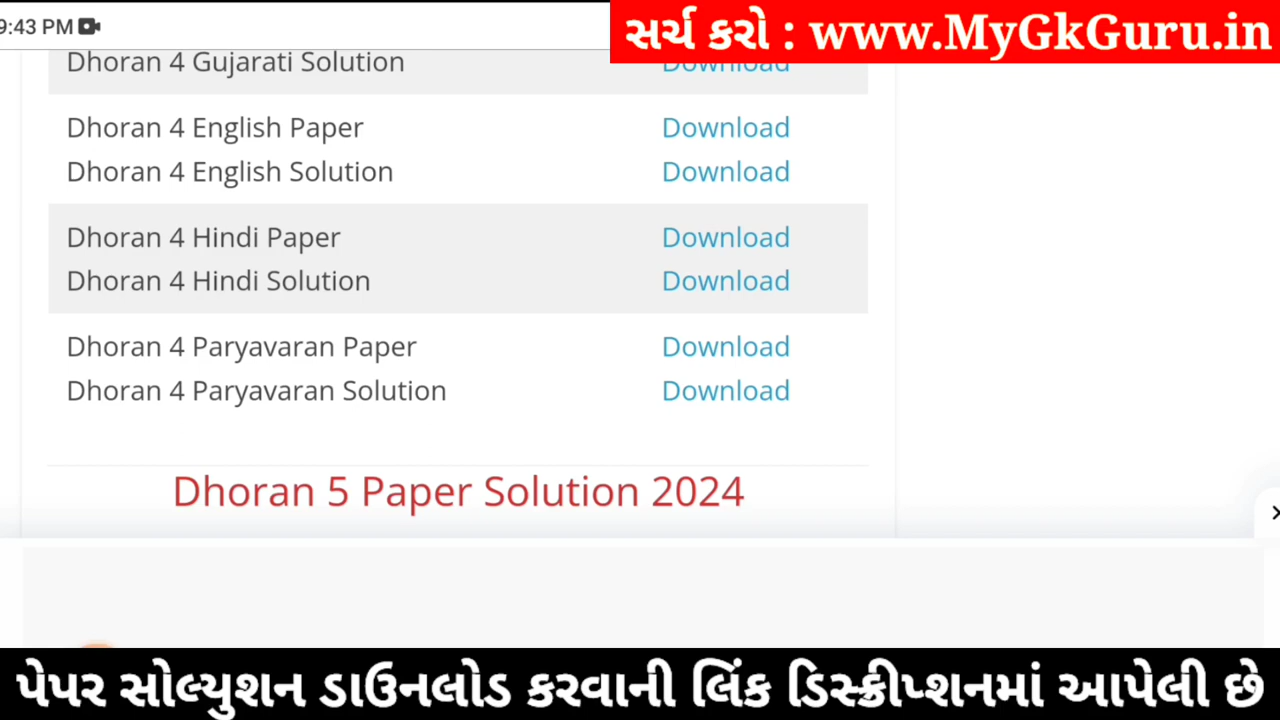 9:43 PM
સર્ચ કરો : www.MyGkGuru.in
Dhoran 4 Gujarati Solution Download
Dhoran 4 English Paper Download
Dhoran 4 English Solution Download
Dhoran 4 Hindi Paper Download
Dhoran 4 Hindi Solution Download
Dhoran 4 Paryavaran Paper Download
Dhoran 4 Paryavaran Solution Download
Dhoran 5 Paper Solution 2024
પેપર સોલ્યુશન ડાઉનલોડ કરવાની લિંક ડિસ્ક્રીપ્શનમાં આપેલી છે